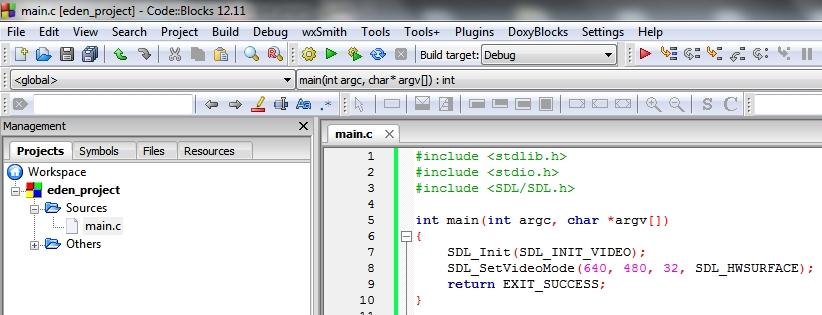 main.c [eden_project] - Code::Blocks 12.11
File Edit View Search Project Build Debug wxSmith Tools Tools+ Plugins DoxyBlocks Settings Help
Build target: Debug
<global> main(int argc, char* argv[]) : int
Aa .* S C
Management
Projects Symbols Files Resources
Workspace
eden_project
Sources
main.c
Others
main.c
1 #include <stdlib.h>
2 #include <stdio.h>
3 #include <SDL/SDL.h>
4
5 int main(int argc, char *argv[])
6 {
7 SDL_Init(SDL_INIT_VIDEO);
8 SDL_SetVideoMode(640, 480, 32, SDL_HWSURFACE);
9 return EXIT_SUCCESS;
10 }